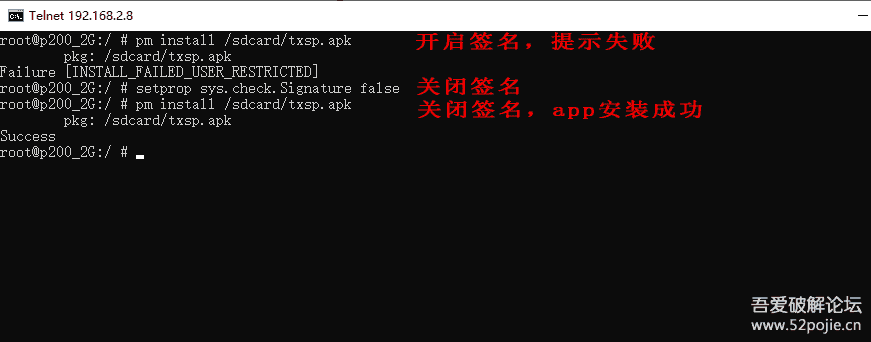 Telnet 192.168.2.8
root@p200_2G:/ # pm install /sdcard/txsp.apk 开启签名，提示失败
pkg: /sdcard/txsp.apk
Failure [INSTALL_FAILED_USER_RESTRICTED]
root@p200_2G:/ # setprop sys.check.Signature false 关闭签名
root@p200_2G:/ # pm install /sdcard/txsp.apk 关闭签名，app安装成功
pkg: /sdcard/txsp.apk
Success
root@p200_2G:/ #
吾爱破解论坛
www.52pojie.cn